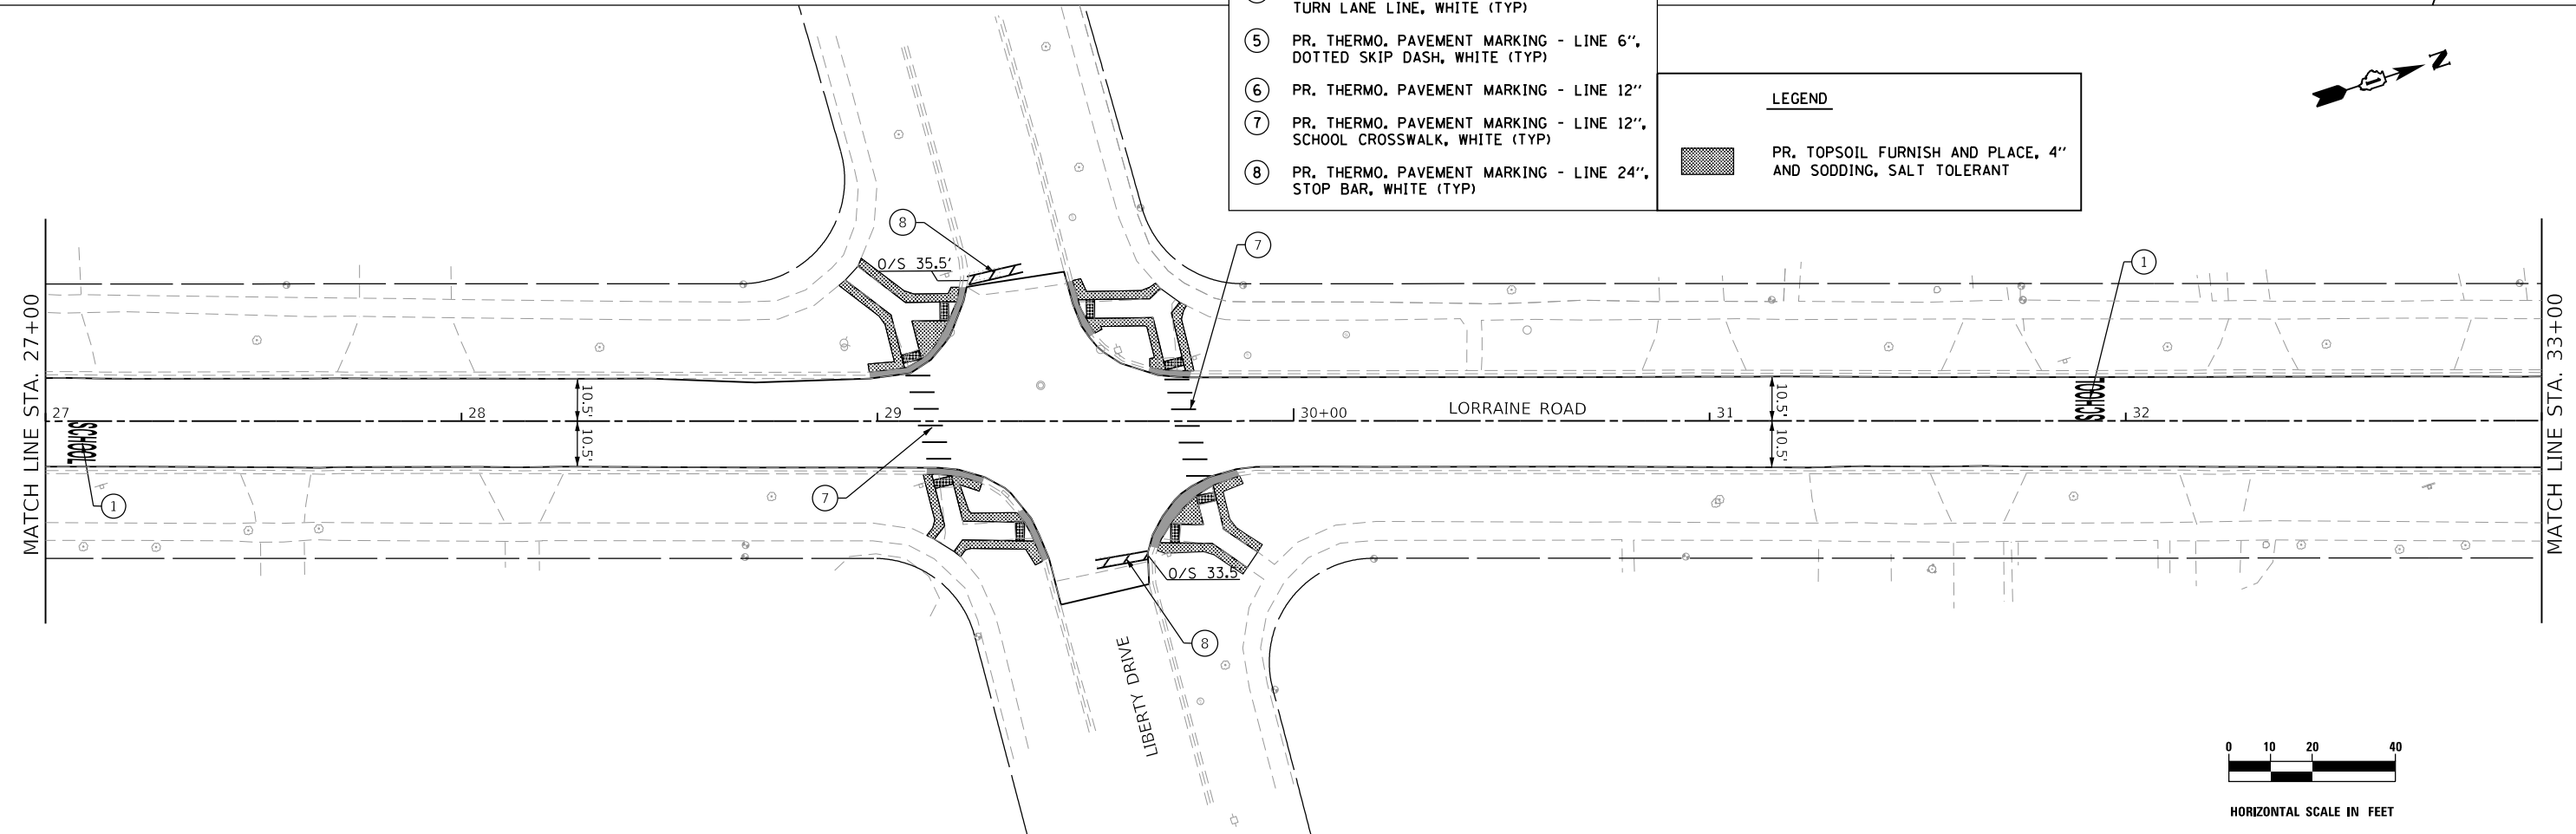 TURN LANE LINE, WHITE (TYP)
5 PR. THERMO. PAVEMENT MARKING - LINE 6",
DOTTED SKIP DASH, WHITE (TYP)
6 PR. THERMO. PAVEMENT MARKING - LINE 12"
7 PR. THERMO. PAVEMENT MARKING - LINE 12",
SCHOOL CROSSWALK, WHITE (TYP)
8 PR. THERMO. PAVEMENT MARKING - LINE 24",
STOP BAR, WHITE (TYP)
LEGEND
PR. TOPSOIL FURNISH AND PLACE, 4"
AND SODDING, SALT TOLERANT
N
8
7
1
O/S 35.5'
MATCH LINE STA. 27+00
MATCH LINE STA. 33+00
27
28
29
30+00
LORRAINE ROAD
31
32
10.5'
10.5'
10.5'
10.5'
SCHOOL
SCHOOL
1
7
O/S 33.5'
8
LIBERTY DRIVE
0 10 20 40
HORIZONTAL SCALE IN FEET